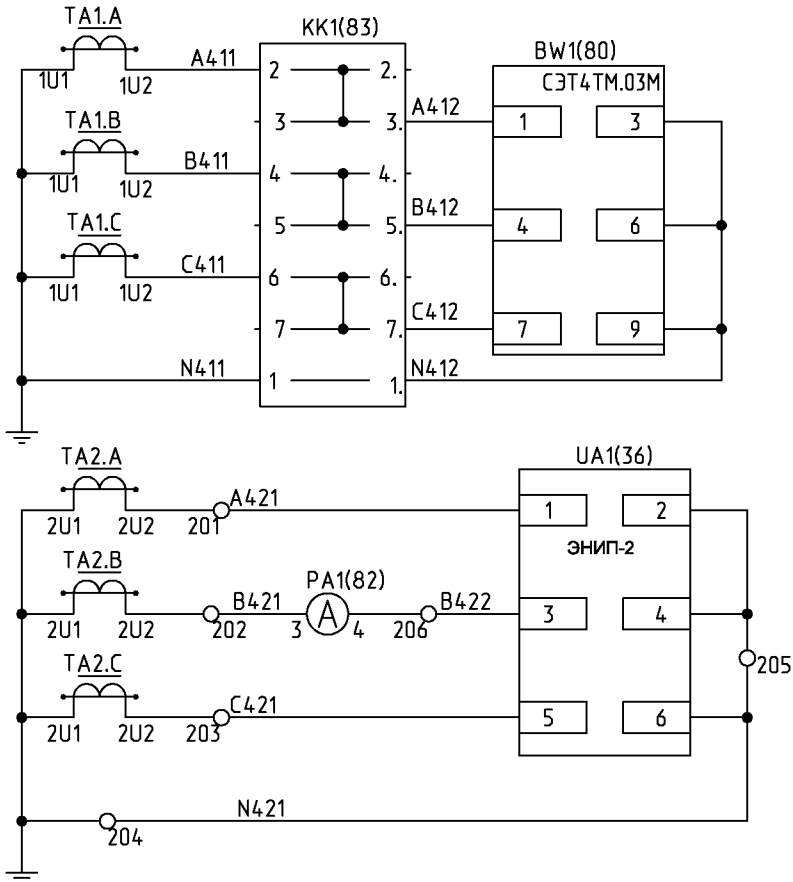 TA1.A
1U1 1U2
A411
KK1(83)
2 2.
BW1(80)
СЭТ4ТМ.03М
3 3.
A412
1 3
TA1.B
1U1 1U2
B411
4 4.
5 5.
B412
4 6
TA1.C
1U1 1U2
C411
6 6.
7 7.
C412
7 9
N411
1 1.
N412
TA2.A
2U1 2U2
201
A421
UA1(36)
1 2
ЭНИП-2
TA2.B
2U1 2U2
202
B421
PA1(82)
3 A 4
206
B422
3 4
205
TA2.C
2U1 2U2
203
C421
5 6
N421
204